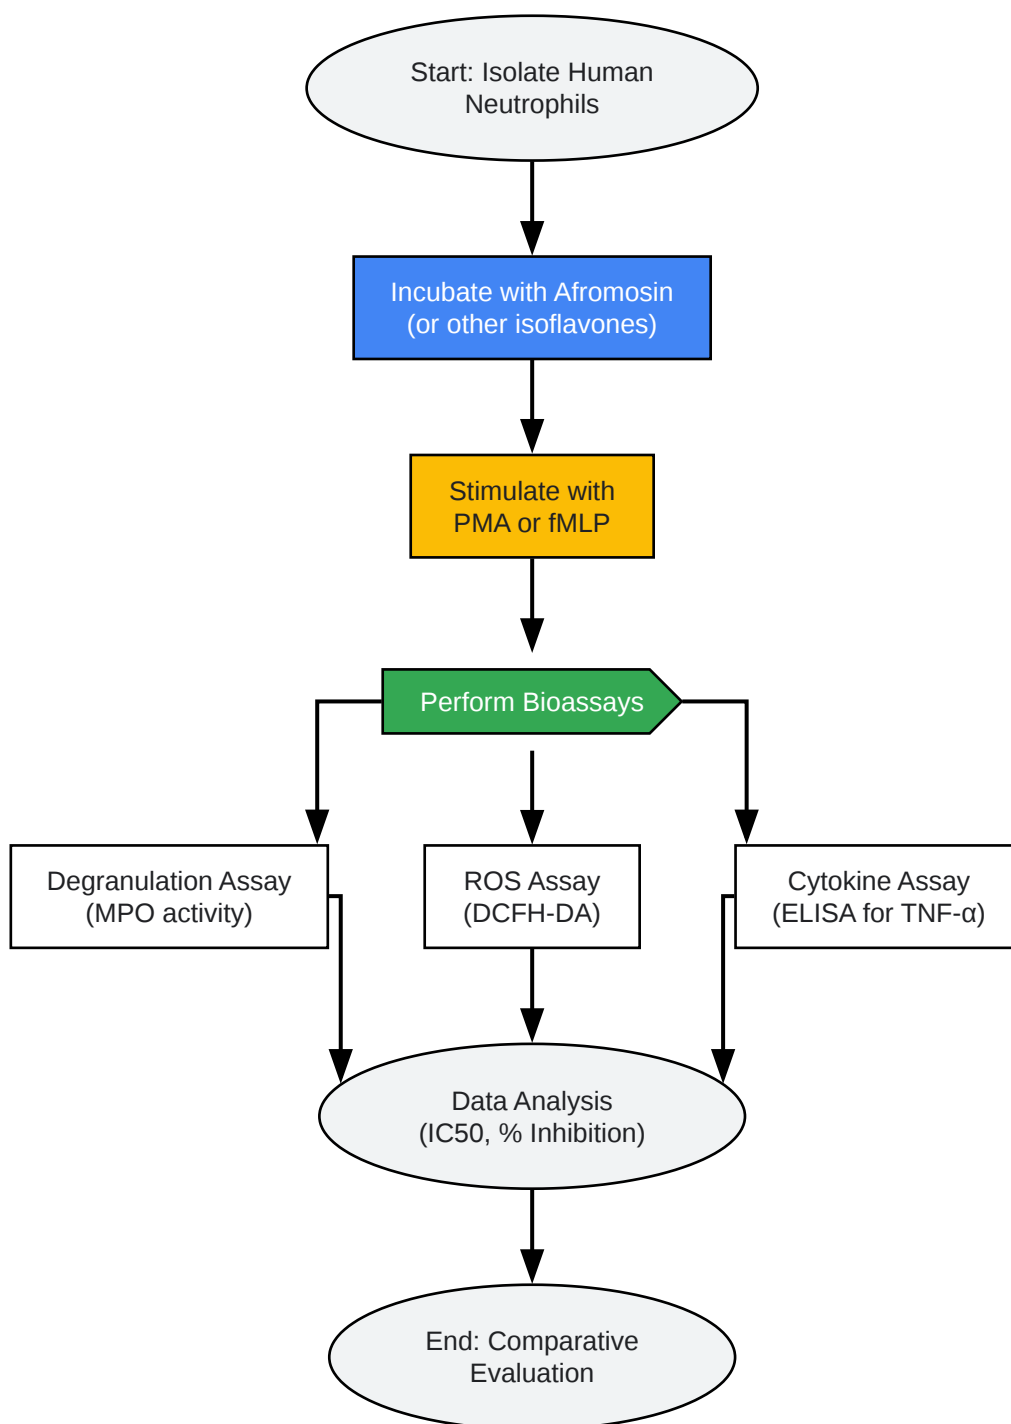 Start: Isolate Human
Neutrophils
Incubate with Afromosin
(or other isoflavones)
Stimulate with
PMA or fMLP
Perform Bioassays
Degranulation Assay
(MPO activity)
ROS Assay
(DCFH-DA)
Cytokine Assay
(ELISA for TNF-α)
Data Analysis
(IC50, % Inhibition)
End: Comparative
Evaluation